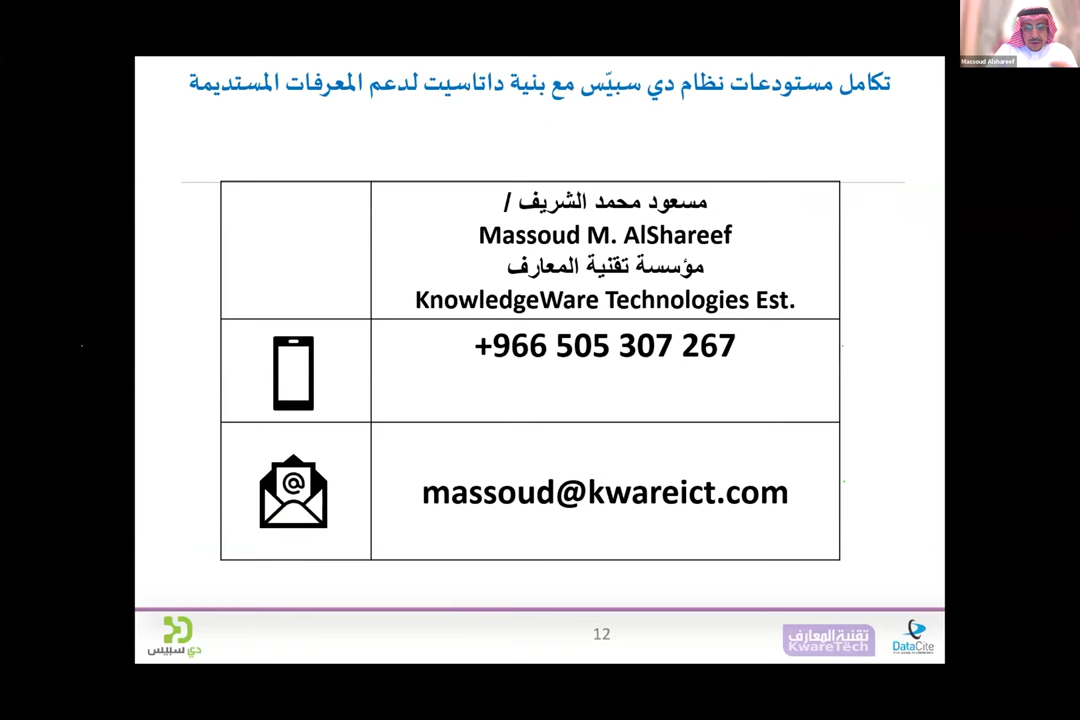 Massoud Alshareef
تكامل مستودعات نظام دي سبيّس مع بنية داتاسيت لدعم المعرفات المستديمة
مسعود محمد الشريف /
Massoud M. AlShareef
مؤسسة تقنية المعارف
KnowledgeWare Technologies Est.
+966 505 307 267
@
massoud@kwareict.com
دي سبيس
12
تقنية المعارف
KwareTech
DataCite